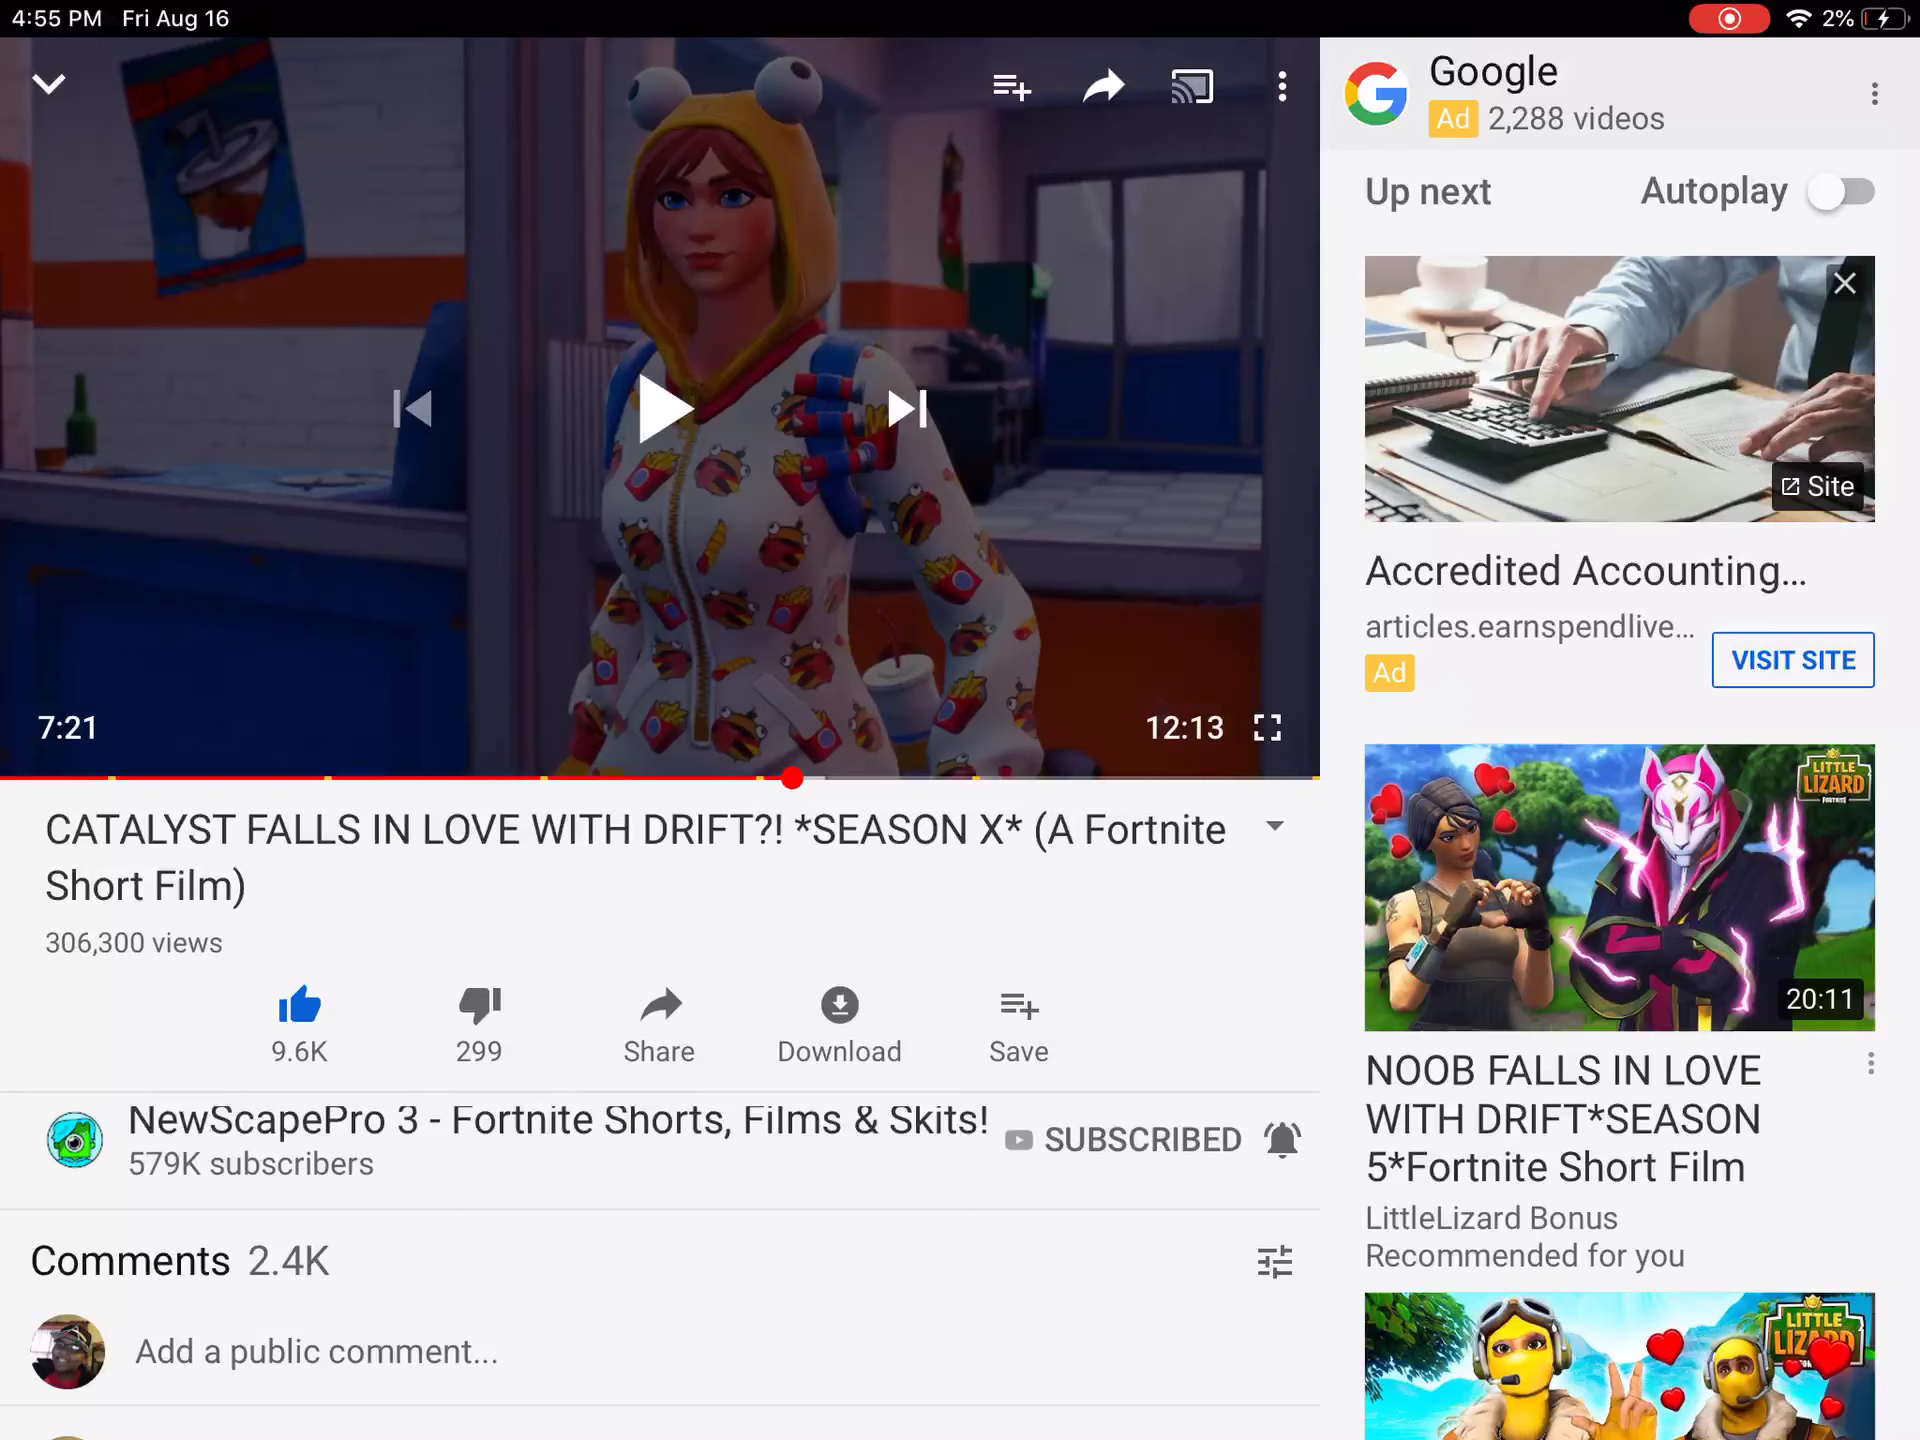 4:55 PM Fri Aug 16
2%
7:21
12:13
CATALYST FALLS IN LOVE WITH DRIFT?! *SEASON X* (A Fortnite
Short Film)
306,300 views
9.6K
299
Share
Download
Save
NewScapePro 3 - Fortnite Shorts, Films & Skits!
579K subscribers
SUBSCRIBED
Comments 2.4K
Add a public comment...
Google
Ad 2,288 videos
Up next
Autoplay
Site
Accredited Accounting...
articles.earnspendlive...
Ad
VISIT SITE
LITTLE
LIZARD
FORTNITE
20:11
NOOB FALLS IN LOVE
WITH DRIFT*SEASON
5*Fortnite Short Film
LittleLizard Bonus
Recommended for you
LITTLE
LIZARD